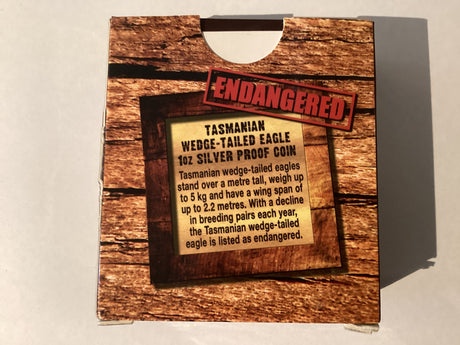 ENDANGERED
TASMANIAN
WEDGE-TAILED EAGLE
1oz SILVER PROOF COIN
Tasmanian wedge-tailed eagles
stand over a metre tall, weigh up
to 5 kg and have a wing span of
up to 2.2 metres. With a decline
in breeding pairs each year,
the Tasmanian wedge-tailed
eagle is listed as endangered.